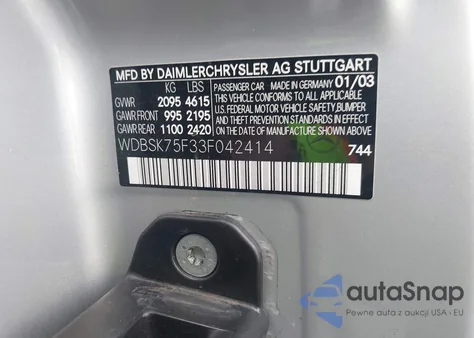 MFD BY DAIMLERCHRYSLER AG STUTTGART
KG LBS PASSENGER CAR MADE IN GERMANY 01/03
GVWR 2095 4615 THIS VEHICLE CONFORMS TO ALL APPLICABLE
GAWR FRONT 995 2195 U.S. FEDERAL MOTOR VEHICLE SAFETY, BUMPER
GAWR REAR 1100 2420 AND THEFT PREVENTION STANDARDS IN EFFECT
ON THE DATE OF MANUFACTURE SHOWN ABOVE.
WDBSK75F33F042414 744
autoSnap
Pewne auta z aukcji USA i EU